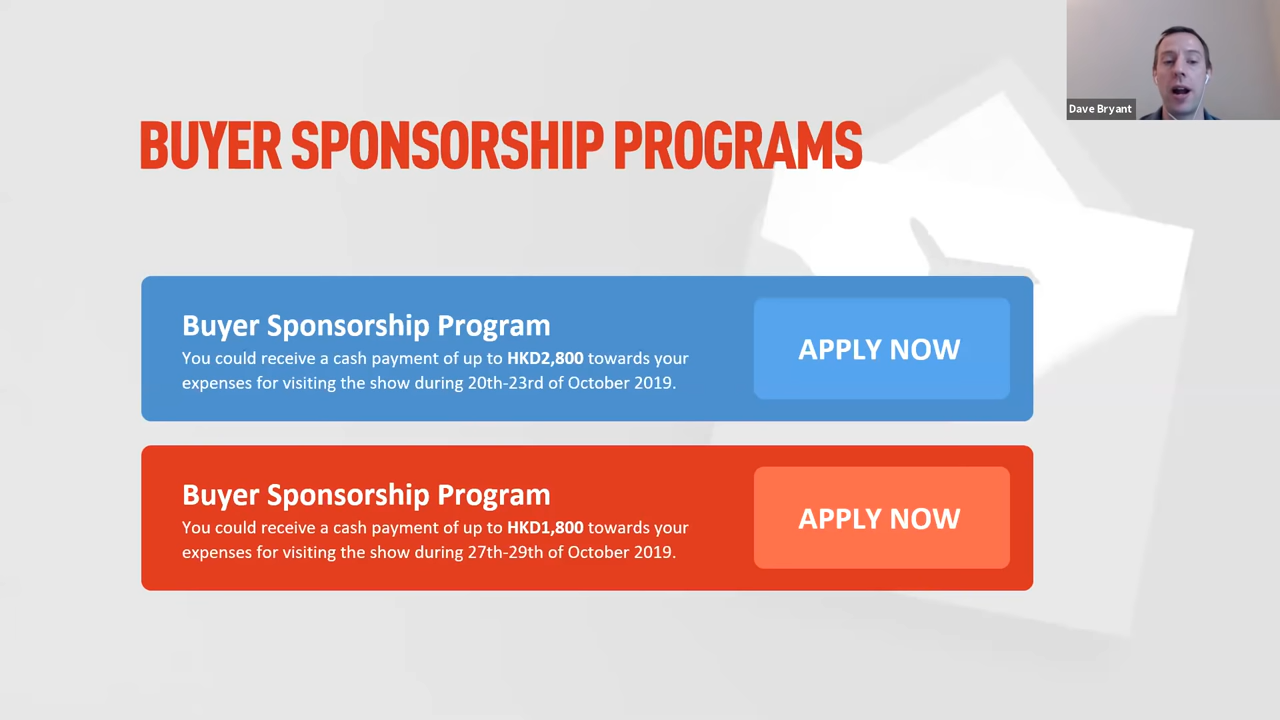 BUYER SPONSORSHIP PROGRAMS
Dave Bryant
Buyer Sponsorship Program
You could receive a cash payment of up to HKD2,800 towards your
expenses for visiting the show during 20th-23rd of October 2019.
APPLY NOW
Buyer Sponsorship Program
You could receive a cash payment of up to HKD1,800 towards your
expenses for visiting the show during 27th-29th of October 2019.
APPLY NOW